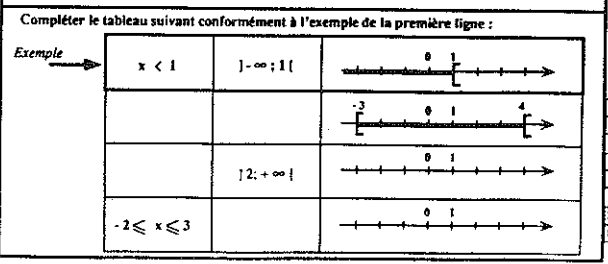 Compléter le tableau suivant conformément à l'exemple de la première ligne :
Exemple
x < 1
] - ∞ ; 1 [
0 1
[
-3 0 1 4
[ [
] 2; + ∞ [
0 1
- 2 ⩽ x ⩽ 3
0 1